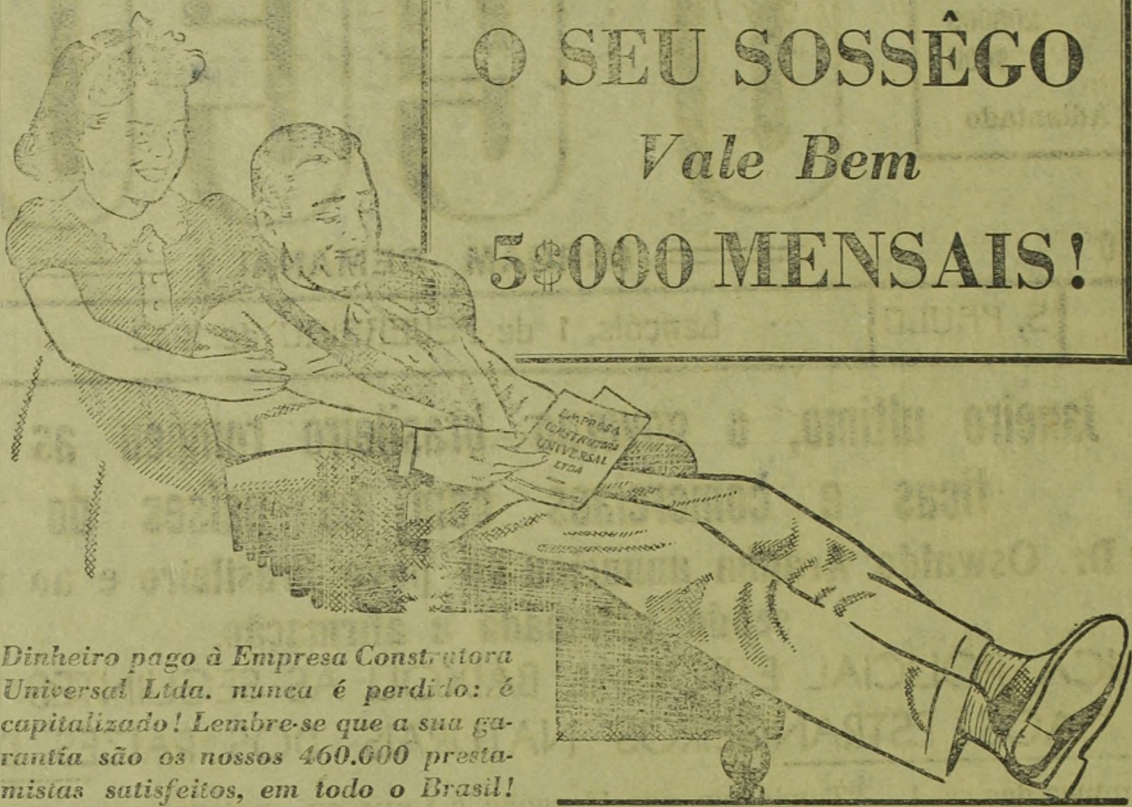 O SEU SOSSÊGO
Vale Bem
5$000 MENSAIS!
EMPRÊSA
CONSTRUTORA
UNIVERSAL
LTDA
Dinheiro pago à Empresa Construtora
Universal Ltda. nunca é perdido: é
capitalizado! Lembre-se que a sua ga-
rantia são os nossos 460.000 presta-
mistas satisfeitos, em todo o Brasil!